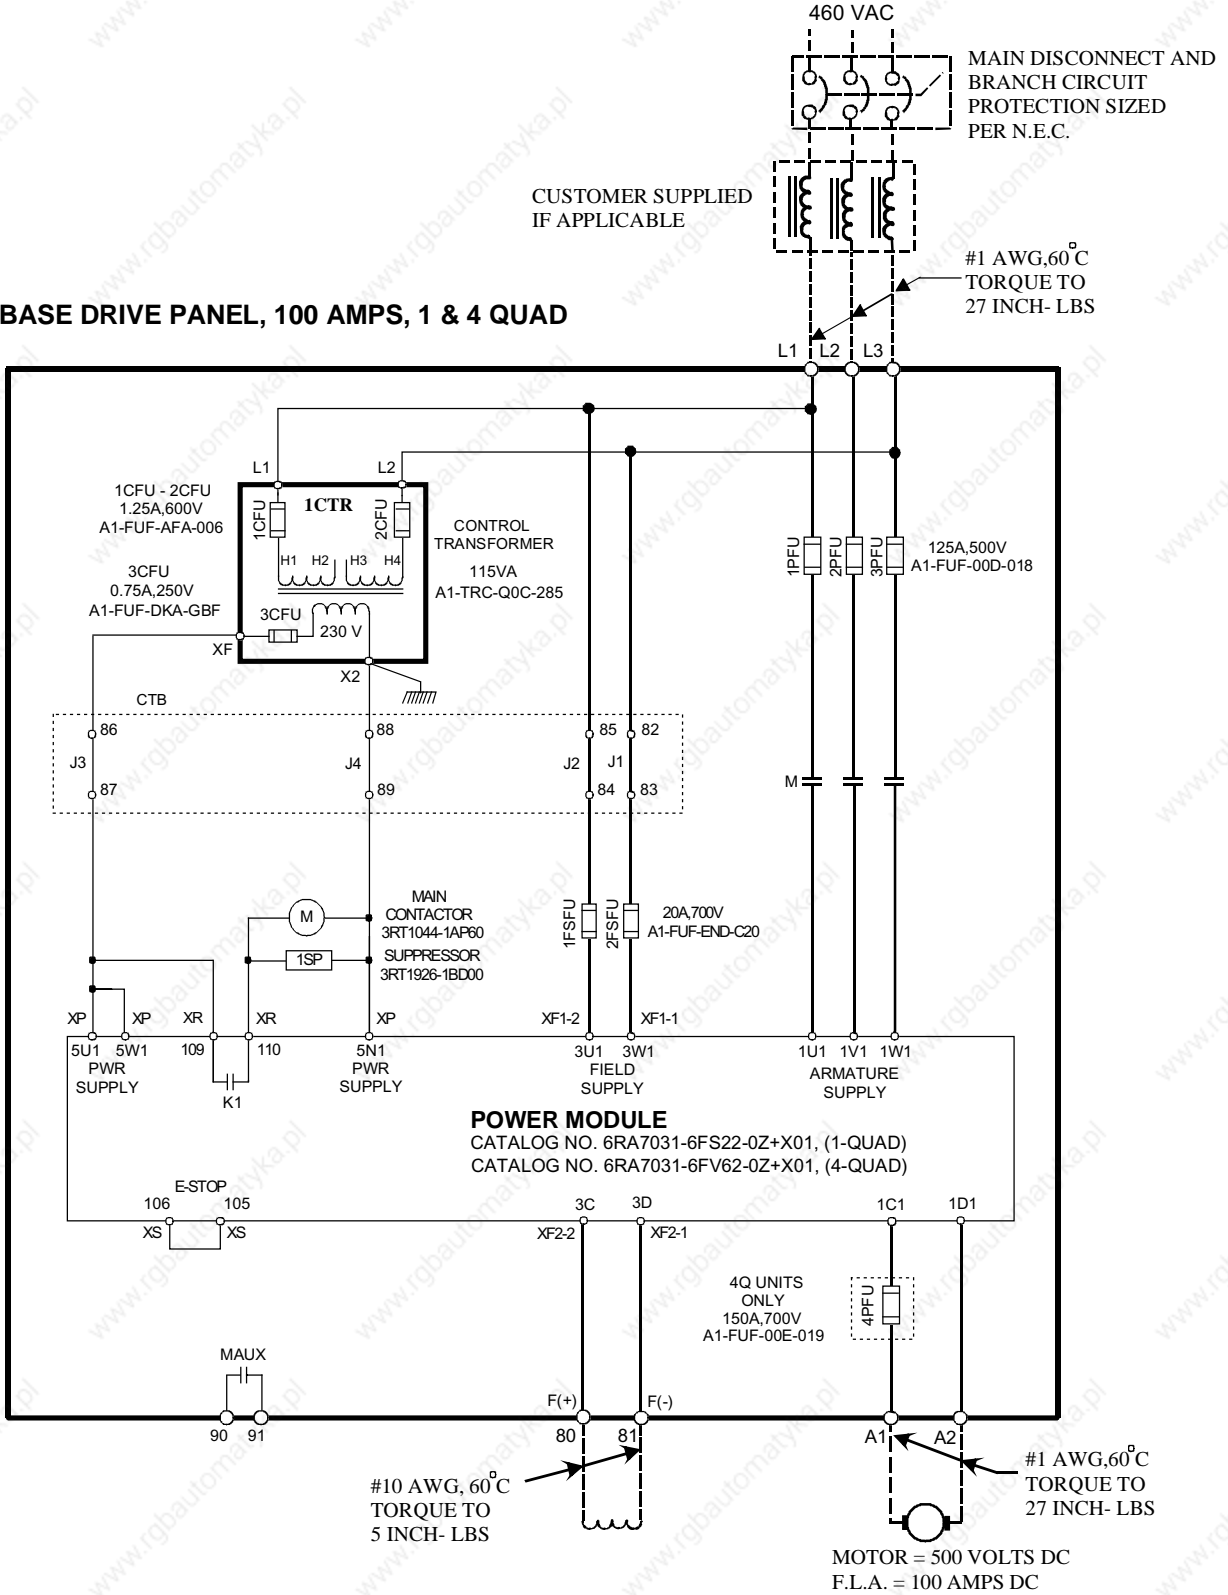 460 VAC
MAIN DISCONNECT AND
BRANCH CIRCUIT
PROTECTION SIZED
PER N.E.C.
CUSTOMER SUPPLIED
IF APPLICABLE
#1 AWG,60°C
TORQUE TO
27 INCH- LBS
BASE DRIVE PANEL, 100 AMPS, 1 & 4 QUAD
L1 L2 L3
L1 L2
1CFU - 2CFU
1.25A,600V
A1-FUF-AFA-006
1CFU
1CTR
2CFU
CONTROL
TRANSFORMER
115VA
A1-TRC-Q0C-285
H1 H2 H3 H4
3CFU
0.75A,250V
A1-FUF-DKA-GBF
3CFU
230 V
XF
X2
1PFU
2PFU
3PFU
125A,500V
A1-FUF-00D-018
CTB
86 88 85 82
J3 J4 J2 J1
87 89 84 83
M
M
MAIN
CONTACTOR
3RT1044-1AP60
1SP
SUPPRESSOR
3RT1926-1BD00
1FSFU
2FSFU
20A,700V
A1-FUF-END-C20
XP XP XR XR XP XF1-2 XF1-1
5U1 5W1 109 110 5N1 3U1 3W1 1U1 1V1 1W1
PWR
SUPPLY
PWR
SUPPLY
FIELD
SUPPLY
ARMATURE
SUPPLY
K1
POWER MODULE
CATALOG NO. 6RA7031-6FS22-0Z+X01, (1-QUAD)
CATALOG NO. 6RA7031-6FV62-0Z+X01, (4-QUAD)
E-STOP
106 105
XS XS
3C 3D 1C1 1D1
XF2-2 XF2-1
4Q UNITS
ONLY
150A,700V
A1-FUF-00E-019
4PFU
MAUX
90 91
F(+) F(-)
80 81
A1 A2
#10 AWG, 60°C
TORQUE TO
5 INCH- LBS
#1 AWG,60°C
TORQUE TO
27 INCH- LBS
MOTOR = 500 VOLTS DC
F.L.A. = 100 AMPS DC
www.rgbautomatyka.pl